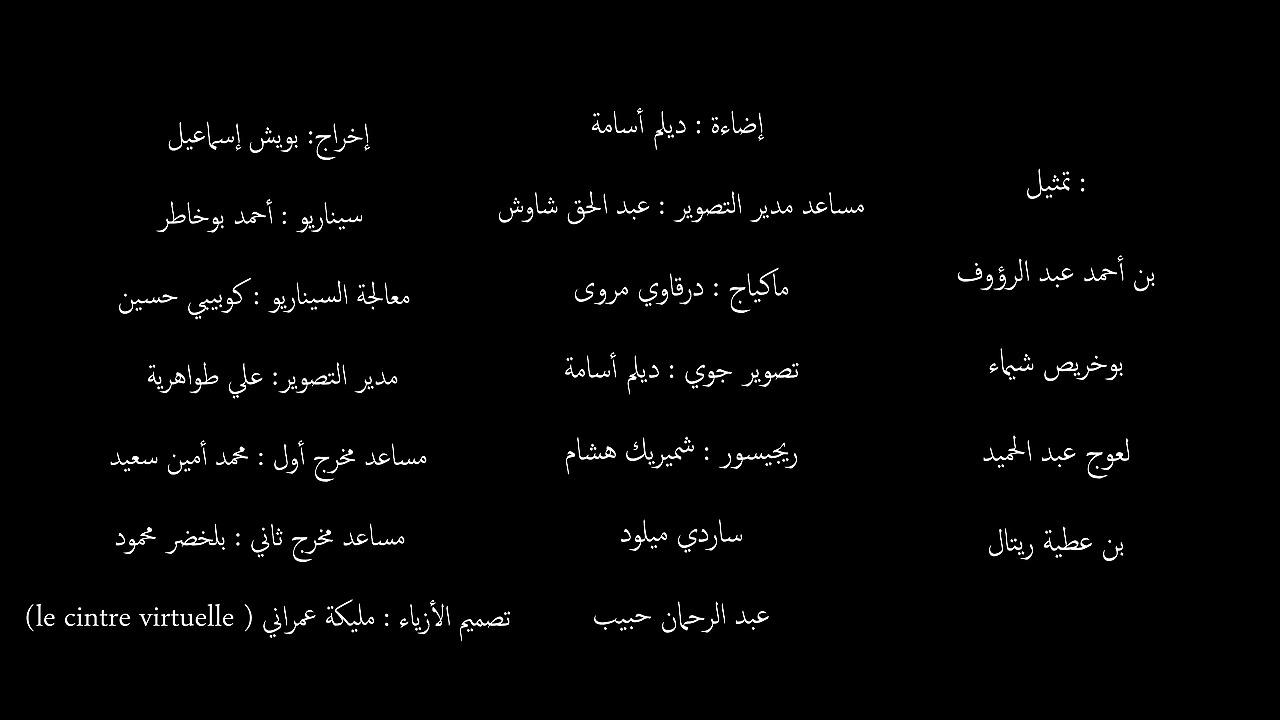 تمثيل :
بن أحمد عبد الرؤوف
بوخريص شيماء
لعوج عبد الحميد
بن عطية ريتال
إضاءة : ديلم أسامة
مساعد مدير التصوير : عبد الحق شاوش
ماكياج : درقاوي مروى
تصوير جوي : ديلم أسامة
ريجيسور : شميريك هشام
ساردي ميلود
عبد الرحمان حبيب
إخراج: بويش إسماعيل
سيناريو : أحمد بوخاطر
معالجة السيناريو : كوبيبي حسين
مدير التصوير: علي طواهرية
مساعد مخرج أول : محمد أمين سعيد
مساعد مخرج ثاني : بلخضر محمود
تصميم الأزياء : مليكة عمراني ( le cintre virtuelle)